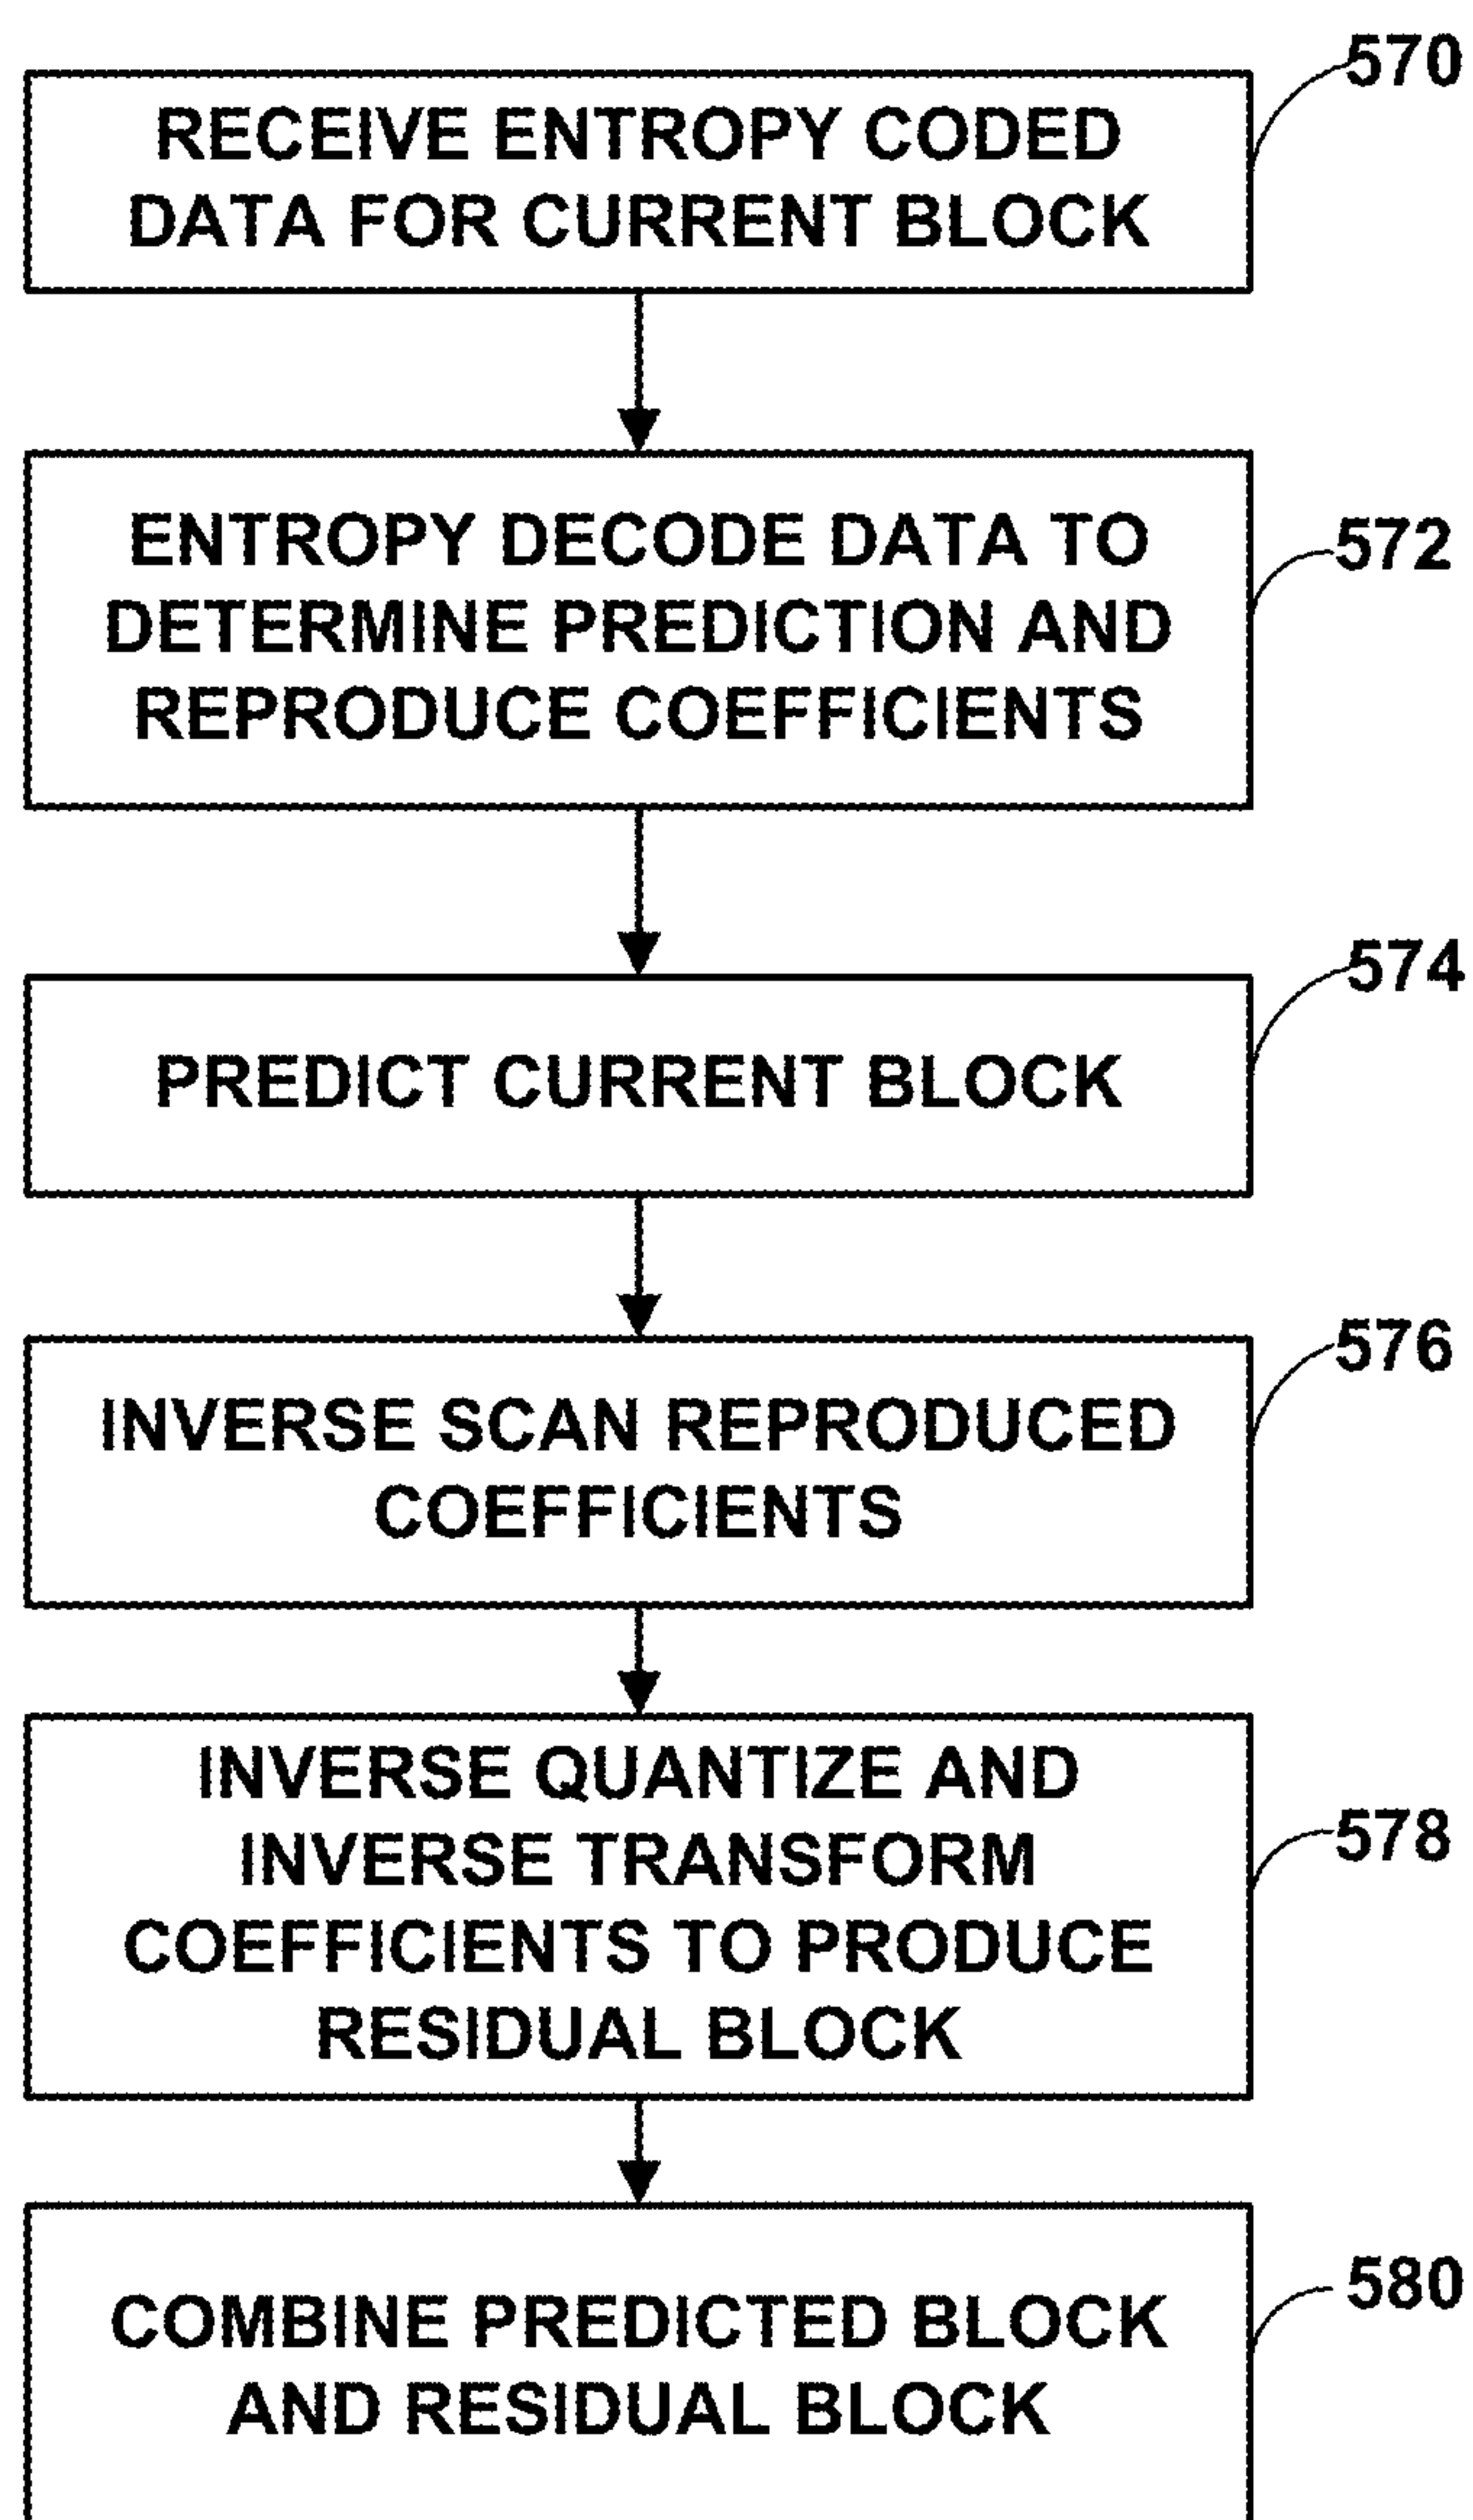 570
RECEIVE ENTROPY CODED
DATA FOR CURRENT BLOCK
572
ENTROPY DECODE DATA TO
DETERMINE PREDICTION AND
REPRODUCE COEFFICIENTS
574
PREDICT CURRENT BLOCK
576
INVERSE SCAN REPRODUCED
COEFFICIENTS
INVERSE QUANTIZE AND
INVERSE TRANSFORM
578
COEFFICIENTS TO PRODUCE
RESIDUAL BLOCK
580
COMBINE PREDICTED BLOCK
AND RESIDUAL BLOCK